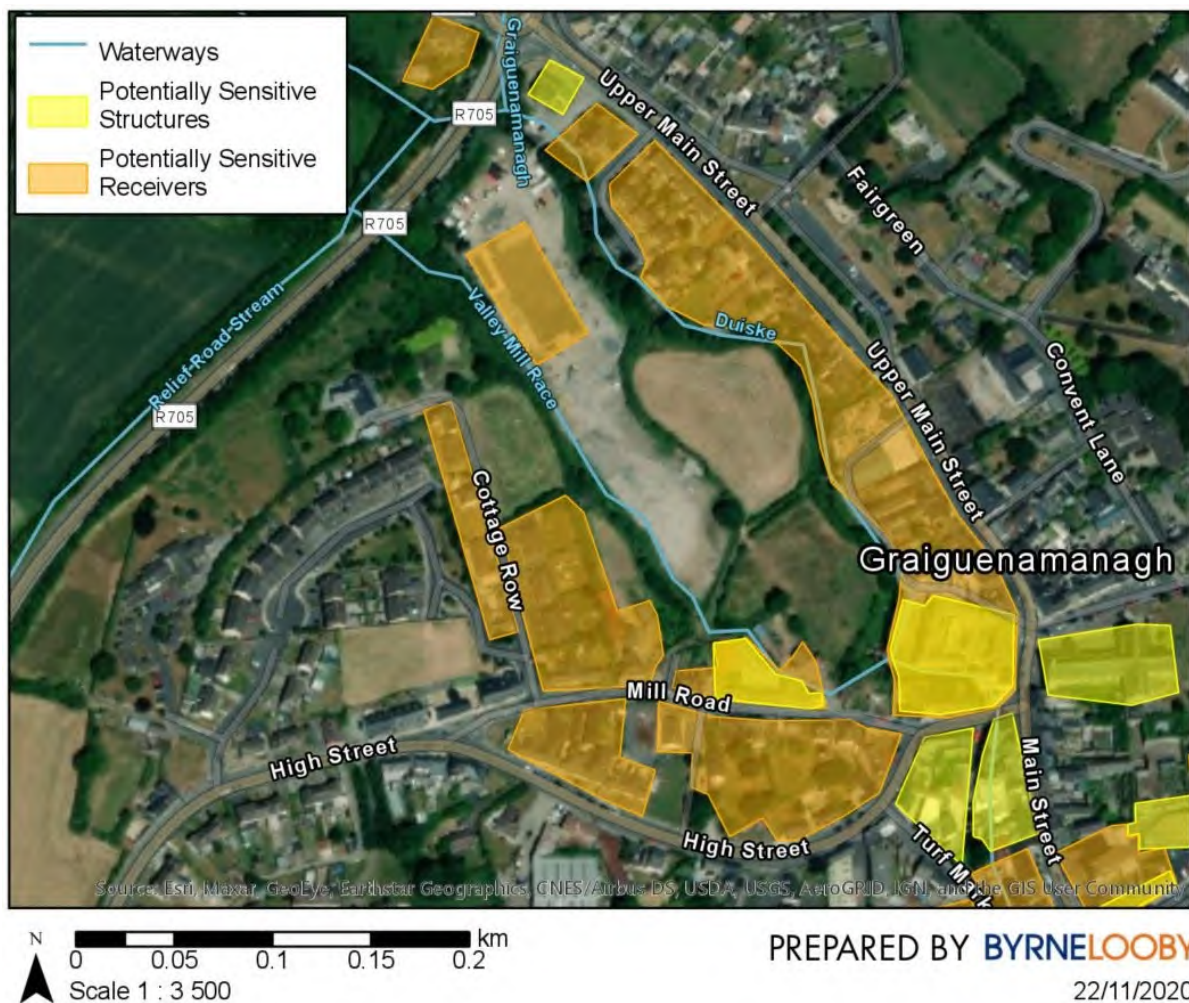 Waterways
Potentially Sensitive
Structures
Potentially Sensitive
Receivers
Graiguenamanagh
R705
Upper Main Street
R705
Fairgreen
Relief-Road-Stream
Valley-Mill Race
Duiske
R705
Upper Main Street
Convent Lane
Cottage Row
Graiguenamanagh
Mill Road
High Street
Main Street
High Street
Turf Mark
Source: Esri, Maxar, GeoEye, Earthstar Geographics, CNES/Airbus DS, USDA, USGS, AeroGRID, IGN, and the GIS User Community
N
km
0 0.05 0.1 0.15 0.2
Scale 1 : 3 500
PREPARED BY BYRNELOOBY
22/11/2020